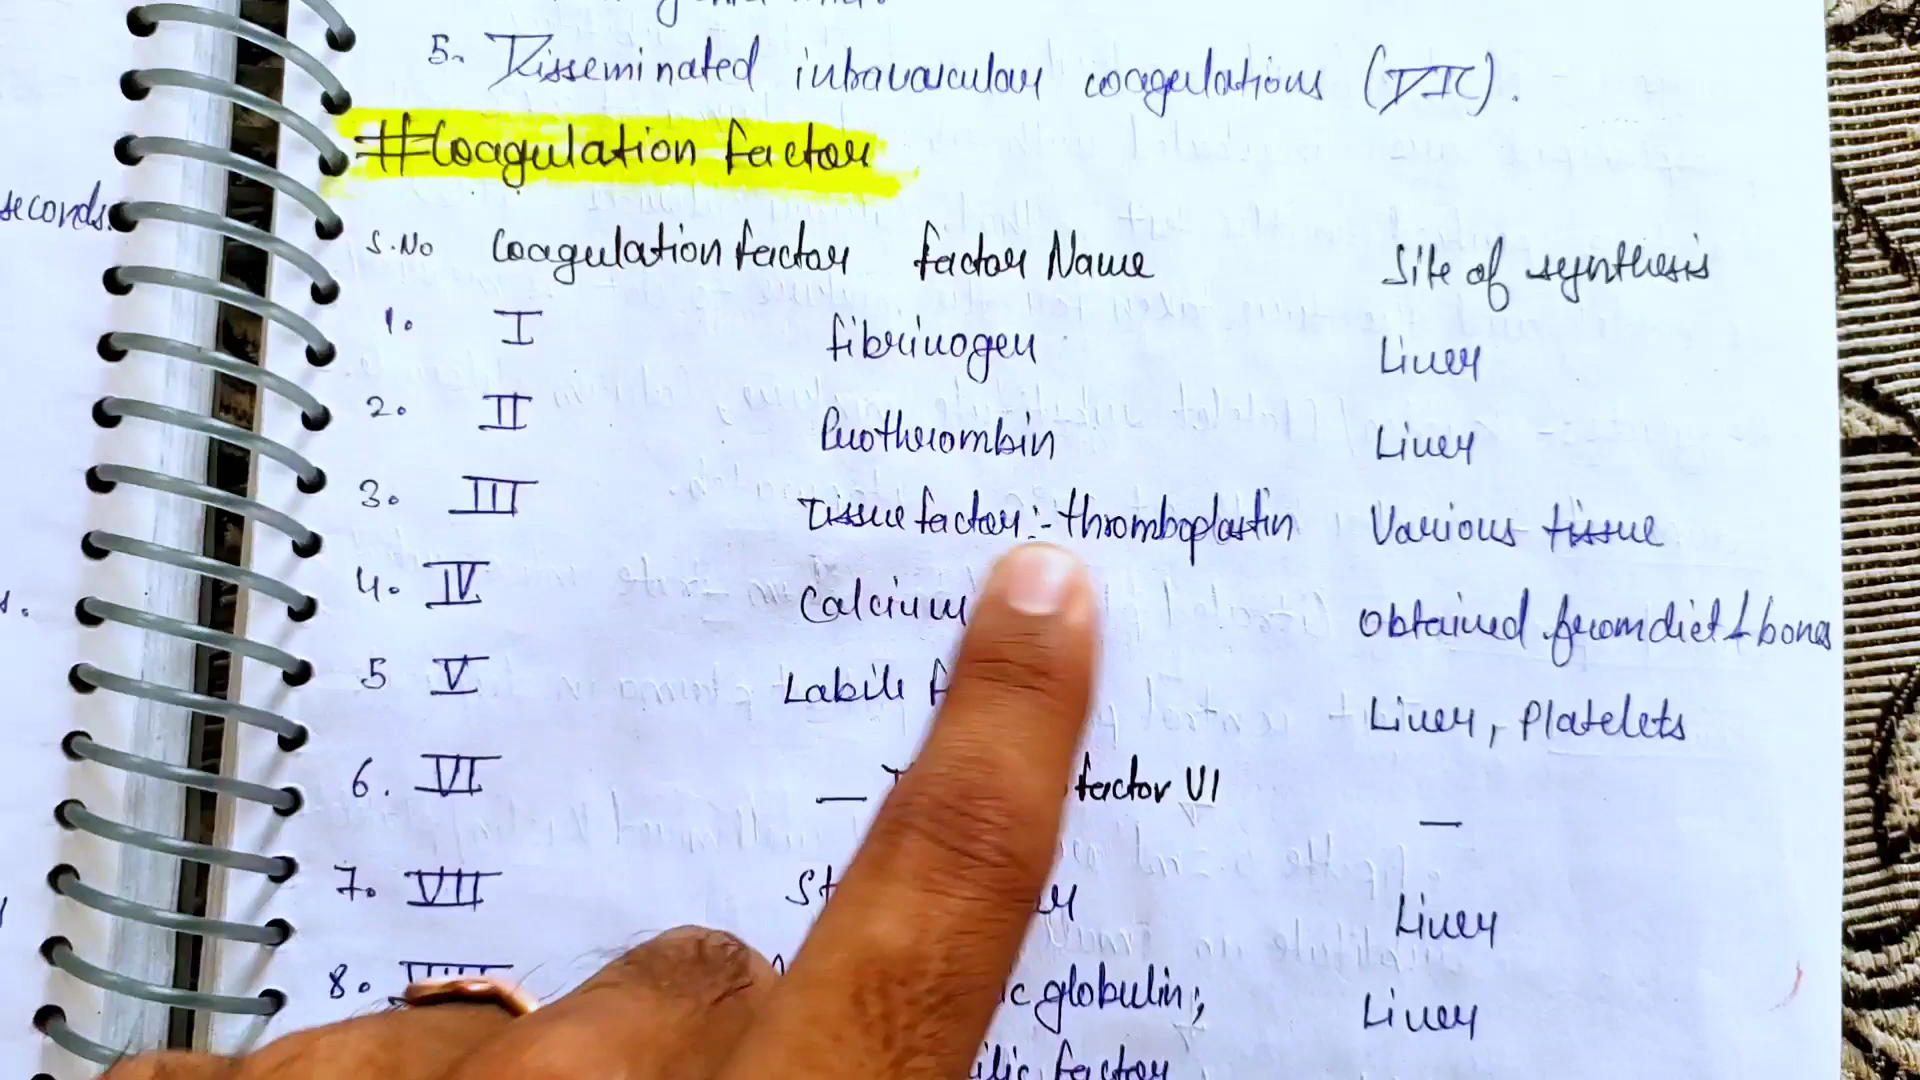 5. Disseminated intravascular coagulations (DIC).
#Coagulation factor
seconds.
S.No Coagulation factor factor Name Site of synthesis
1. I fibrinogen Liver
2. II Prothrombin Liver
3. III Tissue factor:- thromboplastin Various tissue
4. IV Calcium Obtained from diet & bones
5 V Labile Liver, Platelets
6. VI — factor VI —
7. VII Liver
8. globulin; Liver
factor